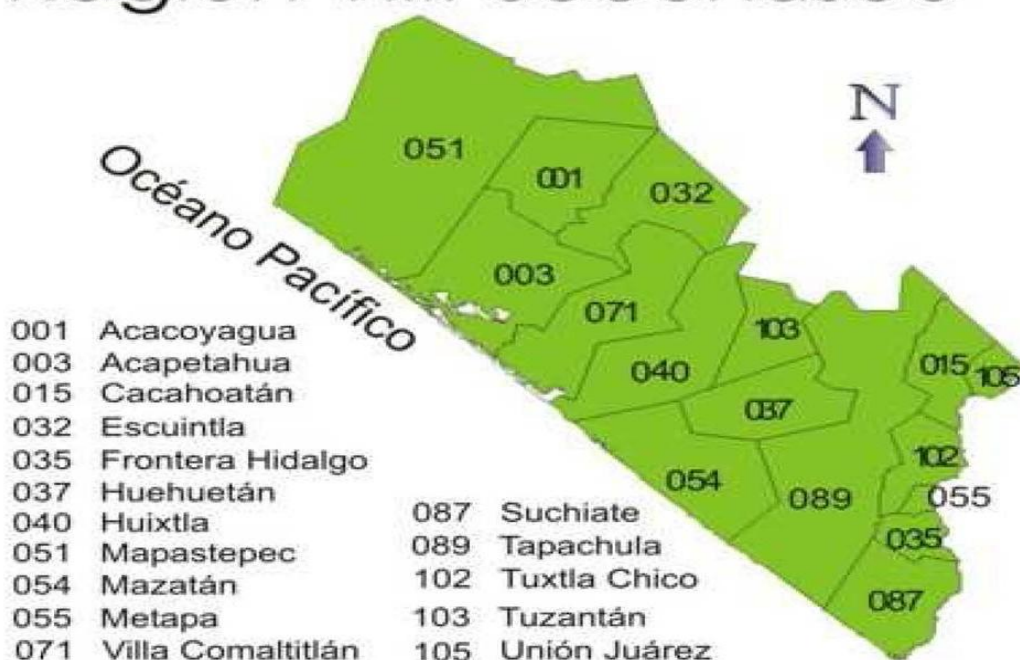 N
Océano Pacífico
051
001
032
003
071
103
040
015
105
037
102
054
089
055
035
087
001 Acacoyagua
003 Acapetahua
015 Cacahoatán
032 Escuintla
035 Frontera Hidalgo
037 Huehuetán
040 Huixtla
051 Mapastepec
054 Mazatán
055 Metapa
071 Villa Comaltitlán
087 Suchiate
089 Tapachula
102 Tuxtla Chico
103 Tuzantán
105 Unión Juárez